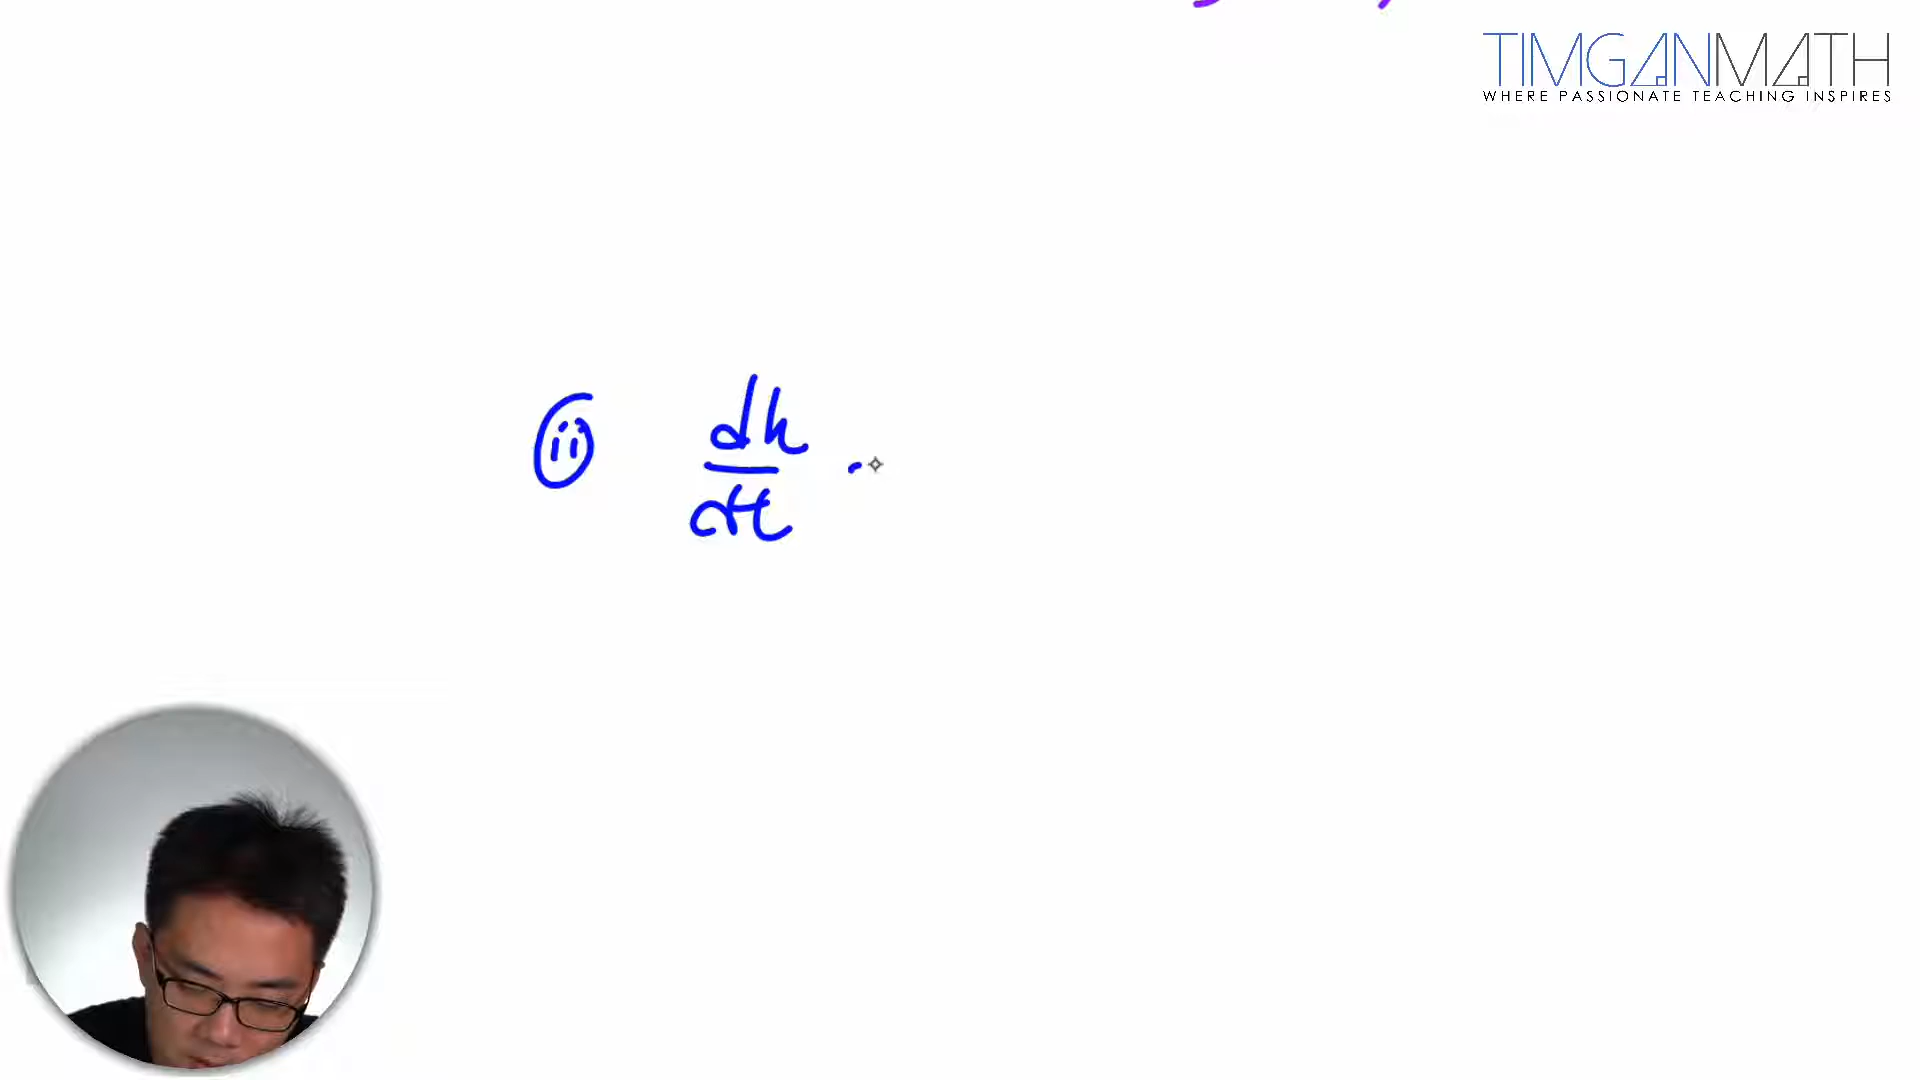 TIMGANMATH
WHERE PASSIONATE TEACHING INSPIRES
(ii) dh
dt